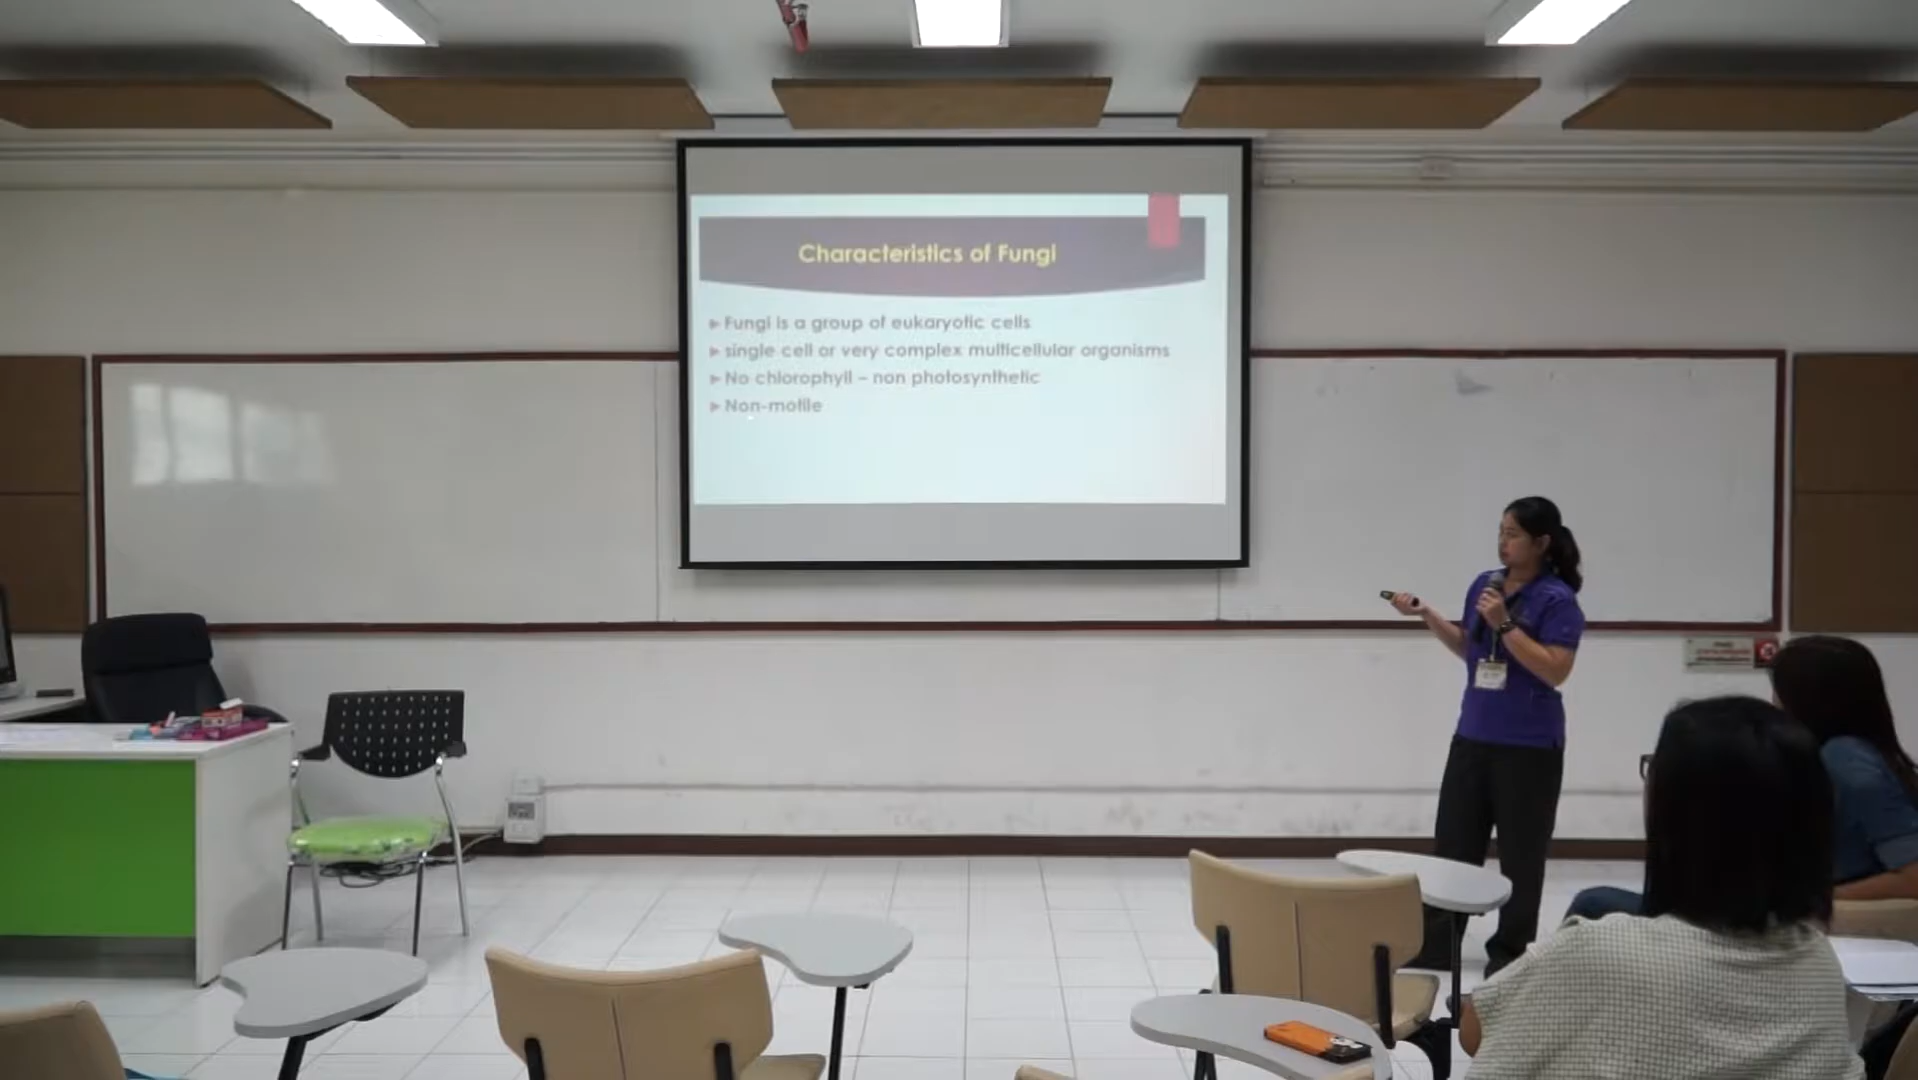 Characteristics of Fungi
Fungi is a group of eukaryotic cells
single cell or very complex multicellular organisms
No chlorophyll – non photosynthetic
Non-motile